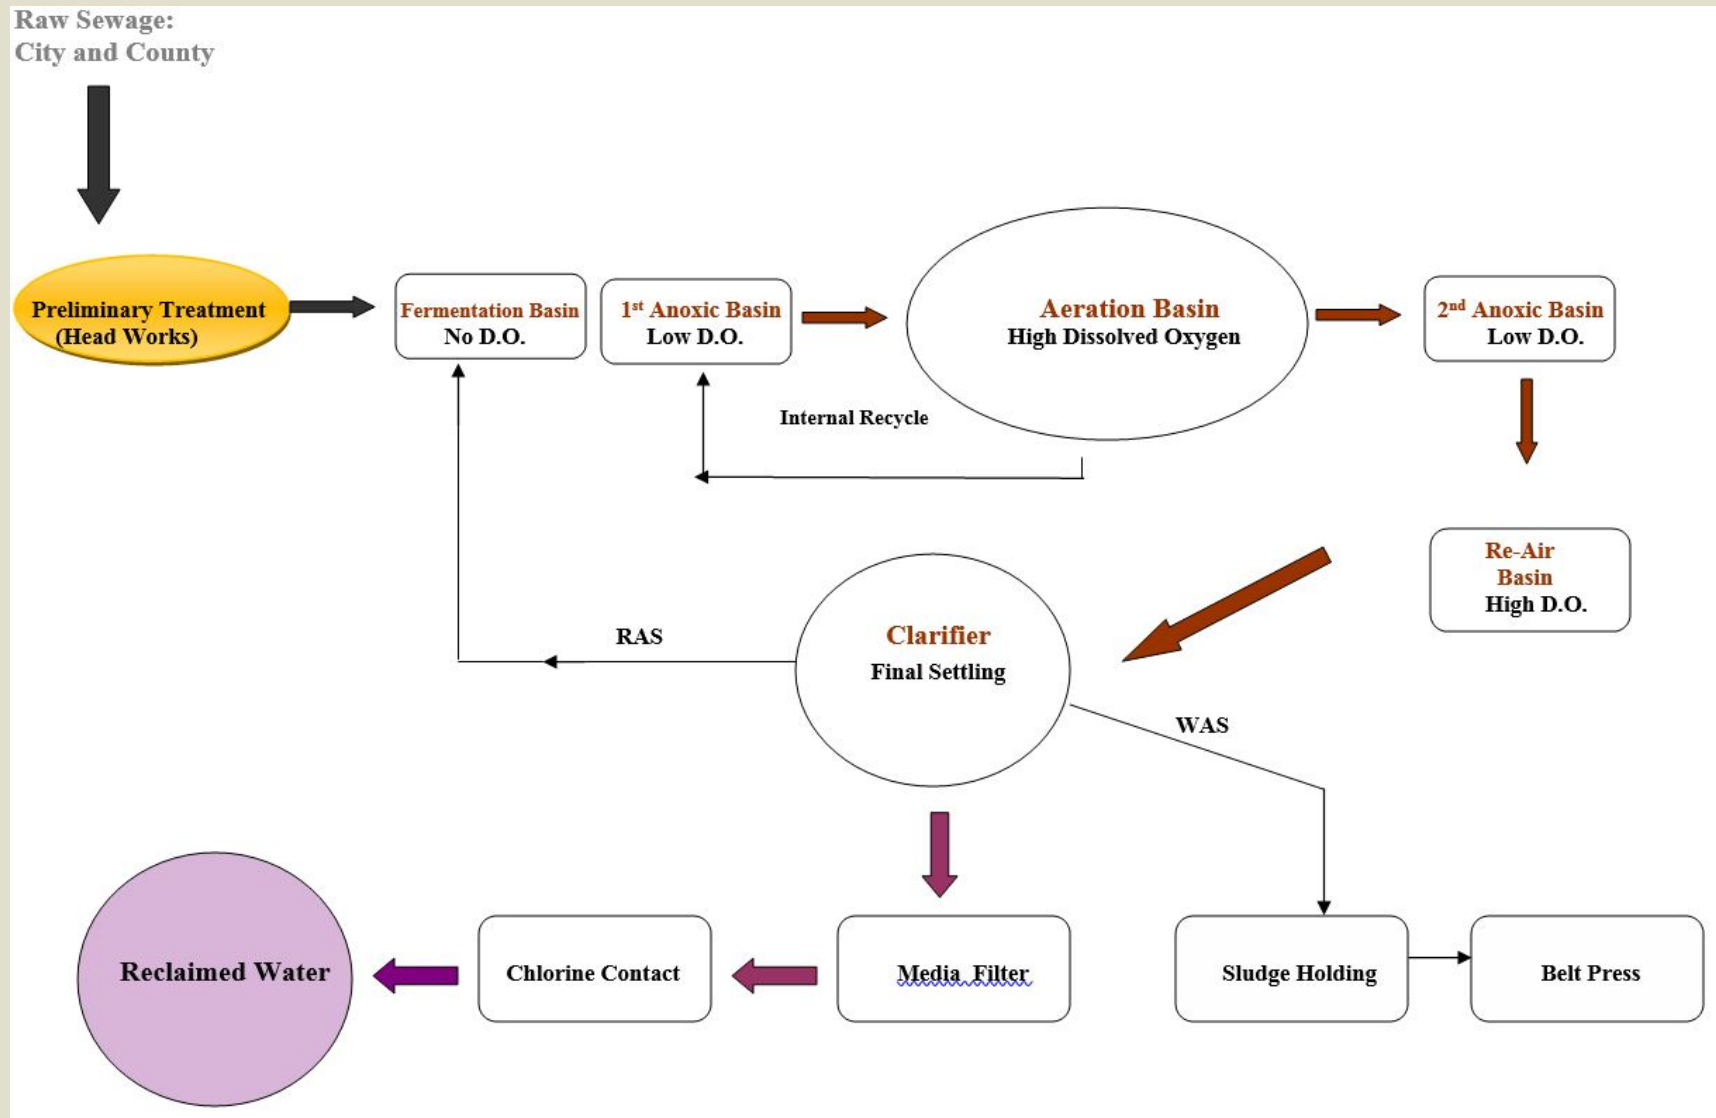 Raw Sewage:
City and County
Preliminary Treatment
(Head Works)
Fermentation Basin
No D.O.
1st Anoxic Basin
Low D.O.
Aeration Basin
High Dissolved Oxygen
2nd Anoxic Basin
Low D.O.
Internal Recycle
Re-Air
Basin
High D.O.
Clarifier
Final Settling
RAS
WAS
Reclaimed Water
Chlorine Contact
Media Filter
Sludge Holding
Belt Press